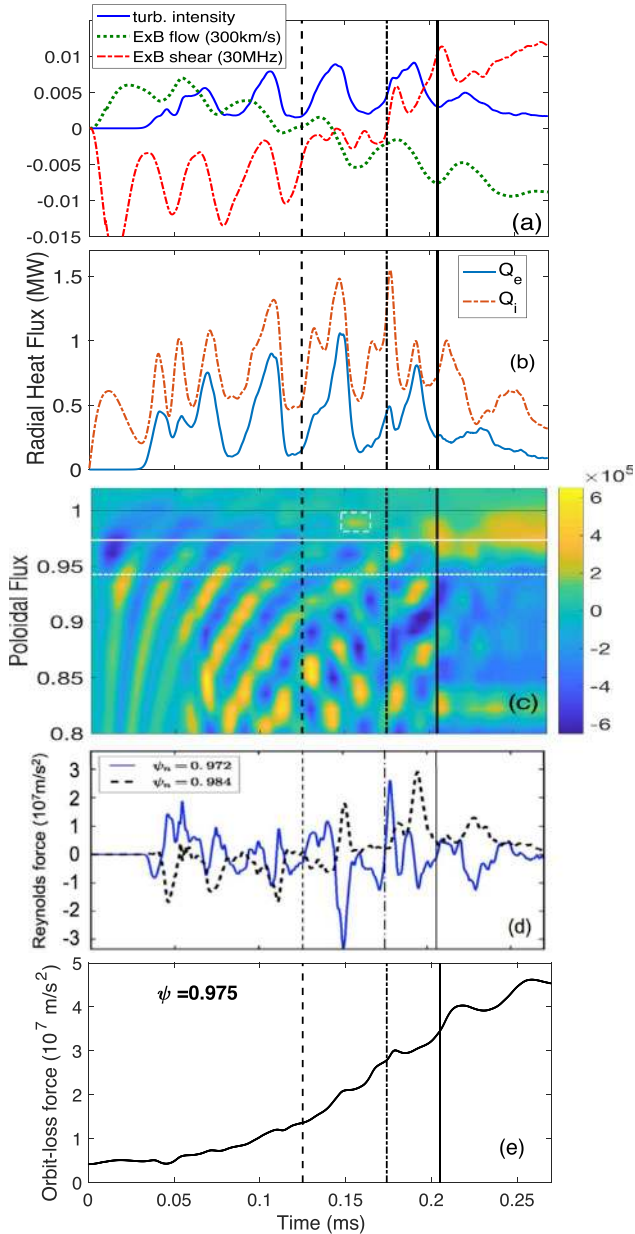 turb. intensity
ExB flow (300km/s)
ExB shear (30MHz)
0.01
0.005
0
-0.005
-0.01
-0.015
(a)
Radial Heat Flux (MW)
1.5
1
0.5
0
Q_e
Q_i
(b)
Poloidal Flux
1
0.95
0.9
0.85
0.8
(c)
×10^5
6
4
2
0
-2
-4
-6
Reynolds force (10^7m/s^2)
3
2
1
0
-1
-2
-3
ψ_n = 0.972
ψ_n = 0.984
(d)
Orbit-loss force (10^7 m/s^2)
5
4
3
2
1
0
ψ =0.975
(e)
0 0.05 0.1 0.15 0.2 0.25
Time (ms)